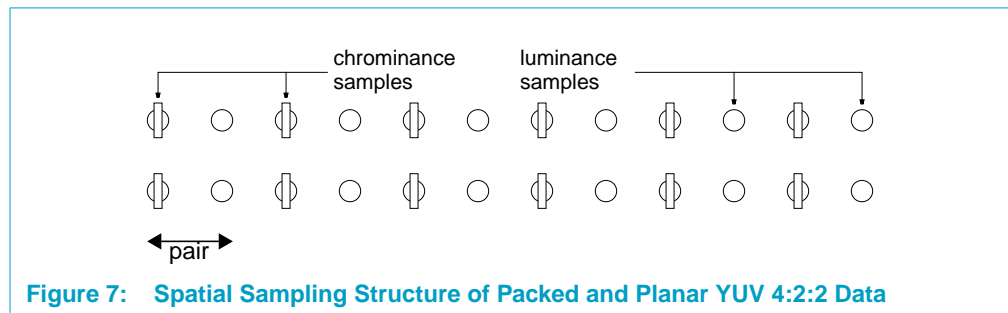 chrominance
samples
luminance
samples
pair
Figure 7: Spatial Sampling Structure of Packed and Planar YUV 4:2:2 Data